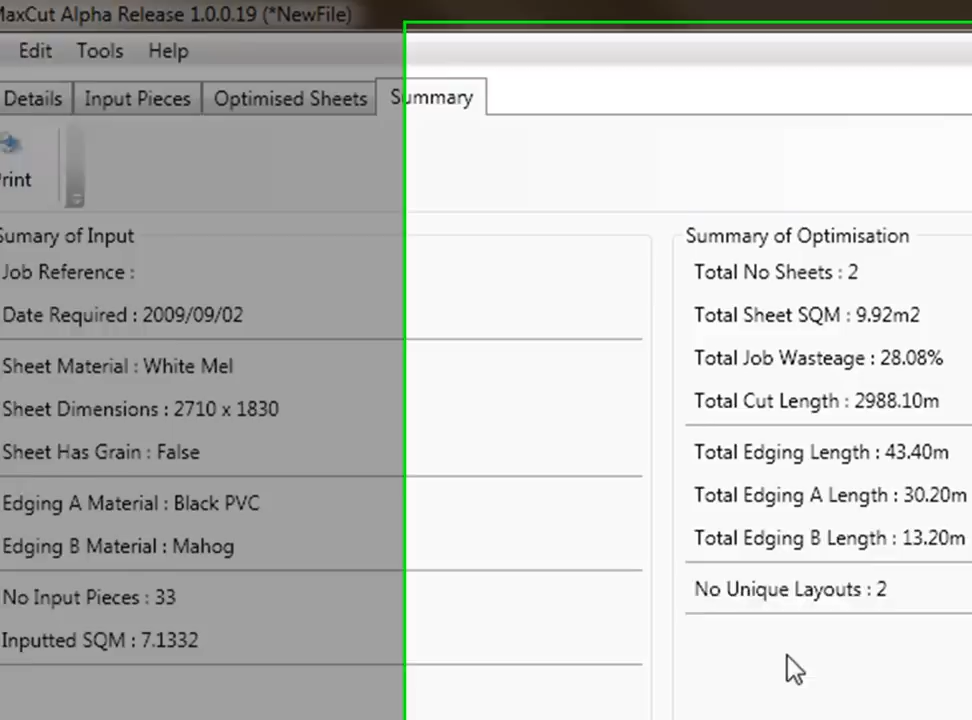 MaxCut Alpha Release 1.0.0.19 (*NewFile)
Edit Tools Help
Details Input Pieces Optimised Sheets Summary
Print
Sumary of Input
Job Reference :
Date Required : 2009/09/02
Sheet Material : White Mel
Sheet Dimensions : 2710 x 1830
Sheet Has Grain : False
Edging A Material : Black PVC
Edging B Material : Mahog
No Input Pieces : 33
Inputted SQM : 7.1332
Summary of Optimisation
Total No Sheets : 2
Total Sheet SQM : 9.92m2
Total Job Wasteage : 28.08%
Total Cut Length : 2988.10m
Total Edging Length : 43.40m
Total Edging A Length : 30.20m
Total Edging B Length : 13.20m
No Unique Layouts : 2